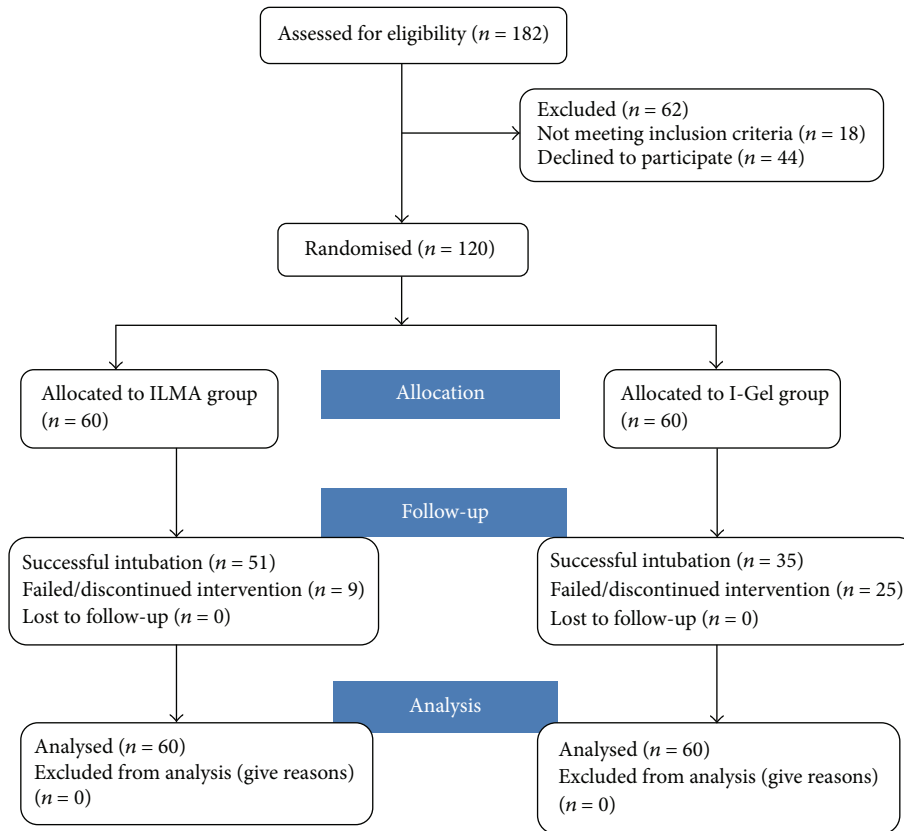 Assessed for eligibility (n = 182)
Excluded (n = 62)
Not meeting inclusion criteria (n = 18)
Declined to participate (n = 44)
Randomised (n = 120)
Allocated to ILMA group
(n = 60)
Allocation
Allocated to I-Gel group
(n = 60)
Follow-up
Successful intubation (n = 51)
Failed/discontinued intervention (n = 9)
Lost to follow-up (n = 0)
Successful intubation (n = 35)
Failed/discontinued intervention (n = 25)
Lost to follow-up (n = 0)
Analysis
Analysed (n = 60)
Excluded from analysis (give reasons)
(n = 0)
Analysed (n = 60)
Excluded from analysis (give reasons)
(n = 0)